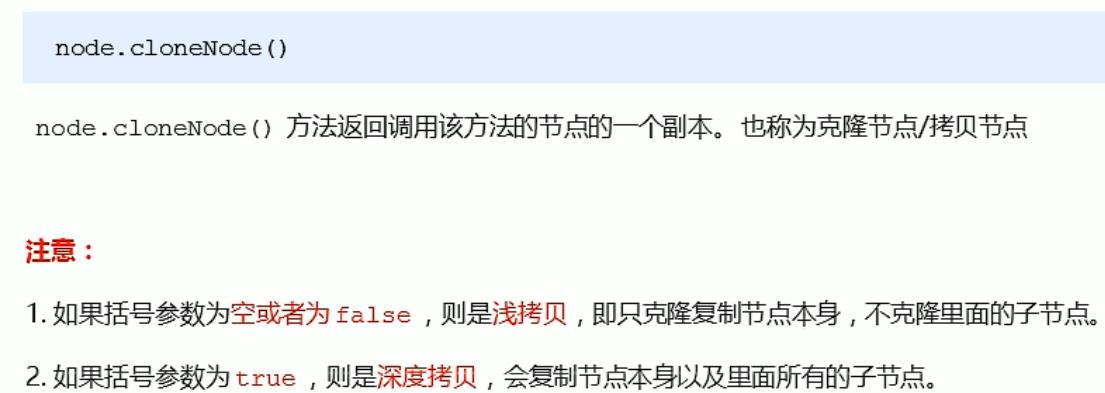 node.cloneNode()
node.cloneNode() 方法返回调用该方法的节点的一个副本。 也称为克隆节点/拷贝节点
注意：
1. 如果括号参数为空或者为 false ，则是浅拷贝，即只克隆复制节点本身，不克隆里面的子节点。
2. 如果括号参数为 true ，则是深度拷贝，会复制节点本身以及里面所有的子节点。